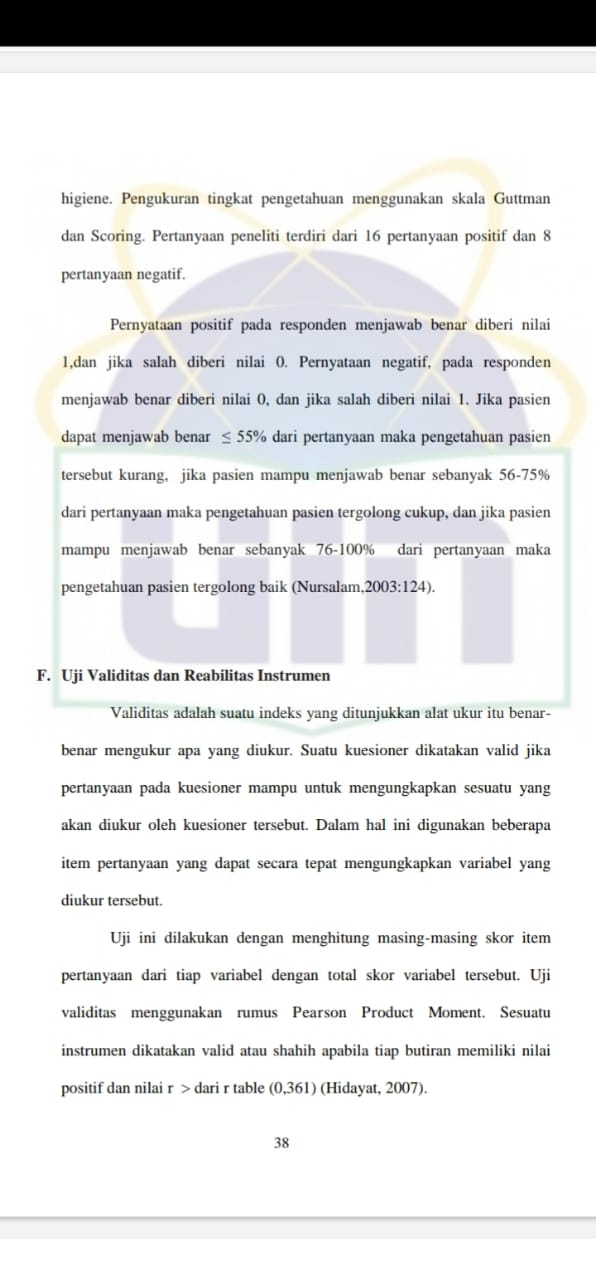 higiene. Pengukuran tingkat pengetahuan menggunakan skala Guttman
dan Scoring. Pertanyaan peneliti terdiri dari 16 pertanyaan positif dan 8
pertanyaan negatif.
Pernyataan positif pada responden menjawab benar diberi nilai
1,dan jika salah diberi nilai 0. Pernyataan negatif, pada responden
menjawab benar diberi nilai 0, dan jika salah diberi nilai 1. Jika pasien
dapat menjawab benar ≤ 55% dari pertanyaan maka pengetahuan pasien
tersebut kurang, jika pasien mampu menjawab benar sebanyak 56-75%
dari pertanyaan maka pengetahuan pasien tergolong cukup, dan jika pasien
mampu menjawab benar sebanyak 76-100% dari pertanyaan maka
pengetahuan pasien tergolong baik (Nursalam,2003:124).
uin
F. Uji Validitas dan Reabilitas Instrumen
Validitas adalah suatu indeks yang ditunjukkan alat ukur itu benar-
benar mengukur apa yang diukur. Suatu kuesioner dikatakan valid jika
pertanyaan pada kuesioner mampu untuk mengungkapkan sesuatu yang
akan diukur oleh kuesioner tersebut. Dalam hal ini digunakan beberapa
item pertanyaan yang dapat secara tepat mengungkapkan variabel yang
diukur tersebut.
Uji ini dilakukan dengan menghitung masing-masing skor item
pertanyaan dari tiap variabel dengan total skor variabel tersebut. Uji
validitas menggunakan rumus Pearson Product Moment. Sesuatu
instrumen dikatakan valid atau shahih apabila tiap butiran memiliki nilai
positif dan nilai r > dari r table (0,361) (Hidayat, 2007).
38